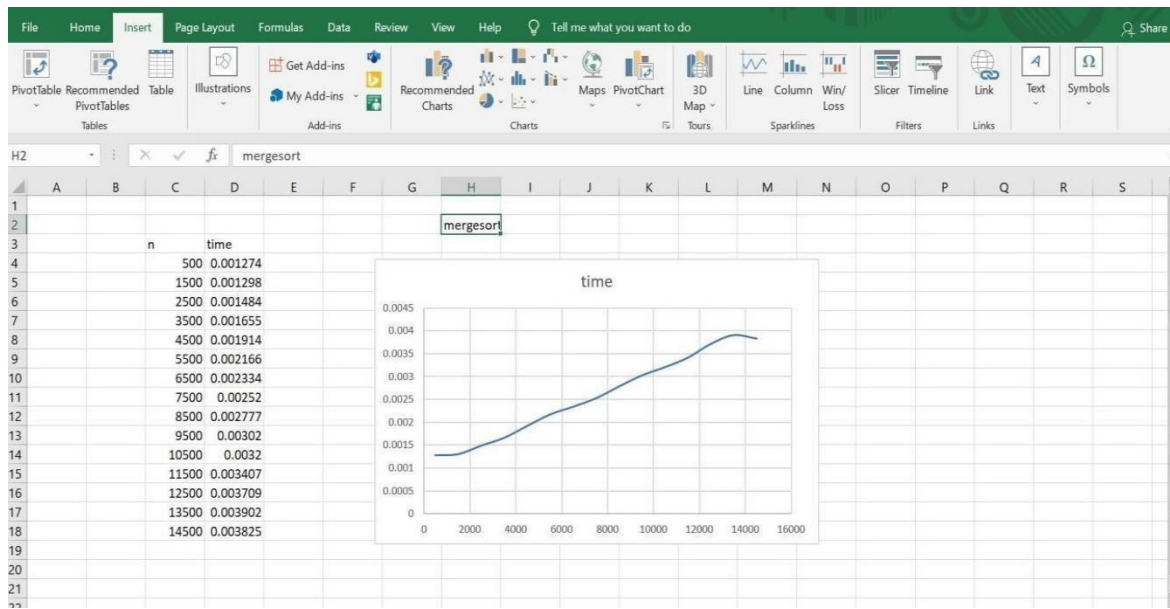 File Home Insert Page Layout Formulas Data Review View Help Tell me what you want to do Share
PivotTable Recommended PivotTables Table Illustrations Get Add-ins My Add-ins Recommended Charts Maps PivotChart 3D Map Line Column Win/Loss Slicer Timeline Link Text Symbols
Tables Add-ins Charts Tours Sparklines Filters Links
H2 fx mergesort
A B C D E F G H I J K L M N O P Q R S
1
2 mergesort
3 n time
4 500 0.001274
5 1500 0.001298
6 2500 0.001484
7 3500 0.001655
8 4500 0.001914
9 5500 0.002166
10 6500 0.002334
11 7500 0.00252
12 8500 0.002777
13 9500 0.00302
14 10500 0.0032
15 11500 0.003407
16 12500 0.003709
17 13500 0.003902
18 14500 0.003825
19
20
21
22
time
0.0045
0.004
0.0035
0.003
0.0025
0.002
0.0015
0.001
0.0005
0
0 2000 4000 6000 8000 10000 12000 14000 16000